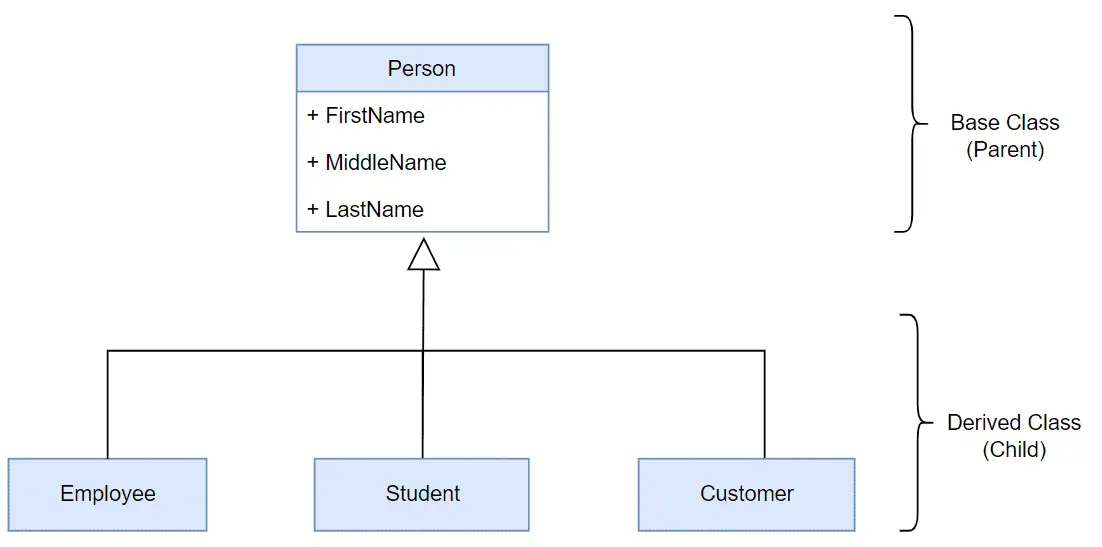 Person
+ FirstName
+ MiddleName
+ LastName
Base Class
(Parent)
Employee
Student
Customer
Derived Class
(Child)